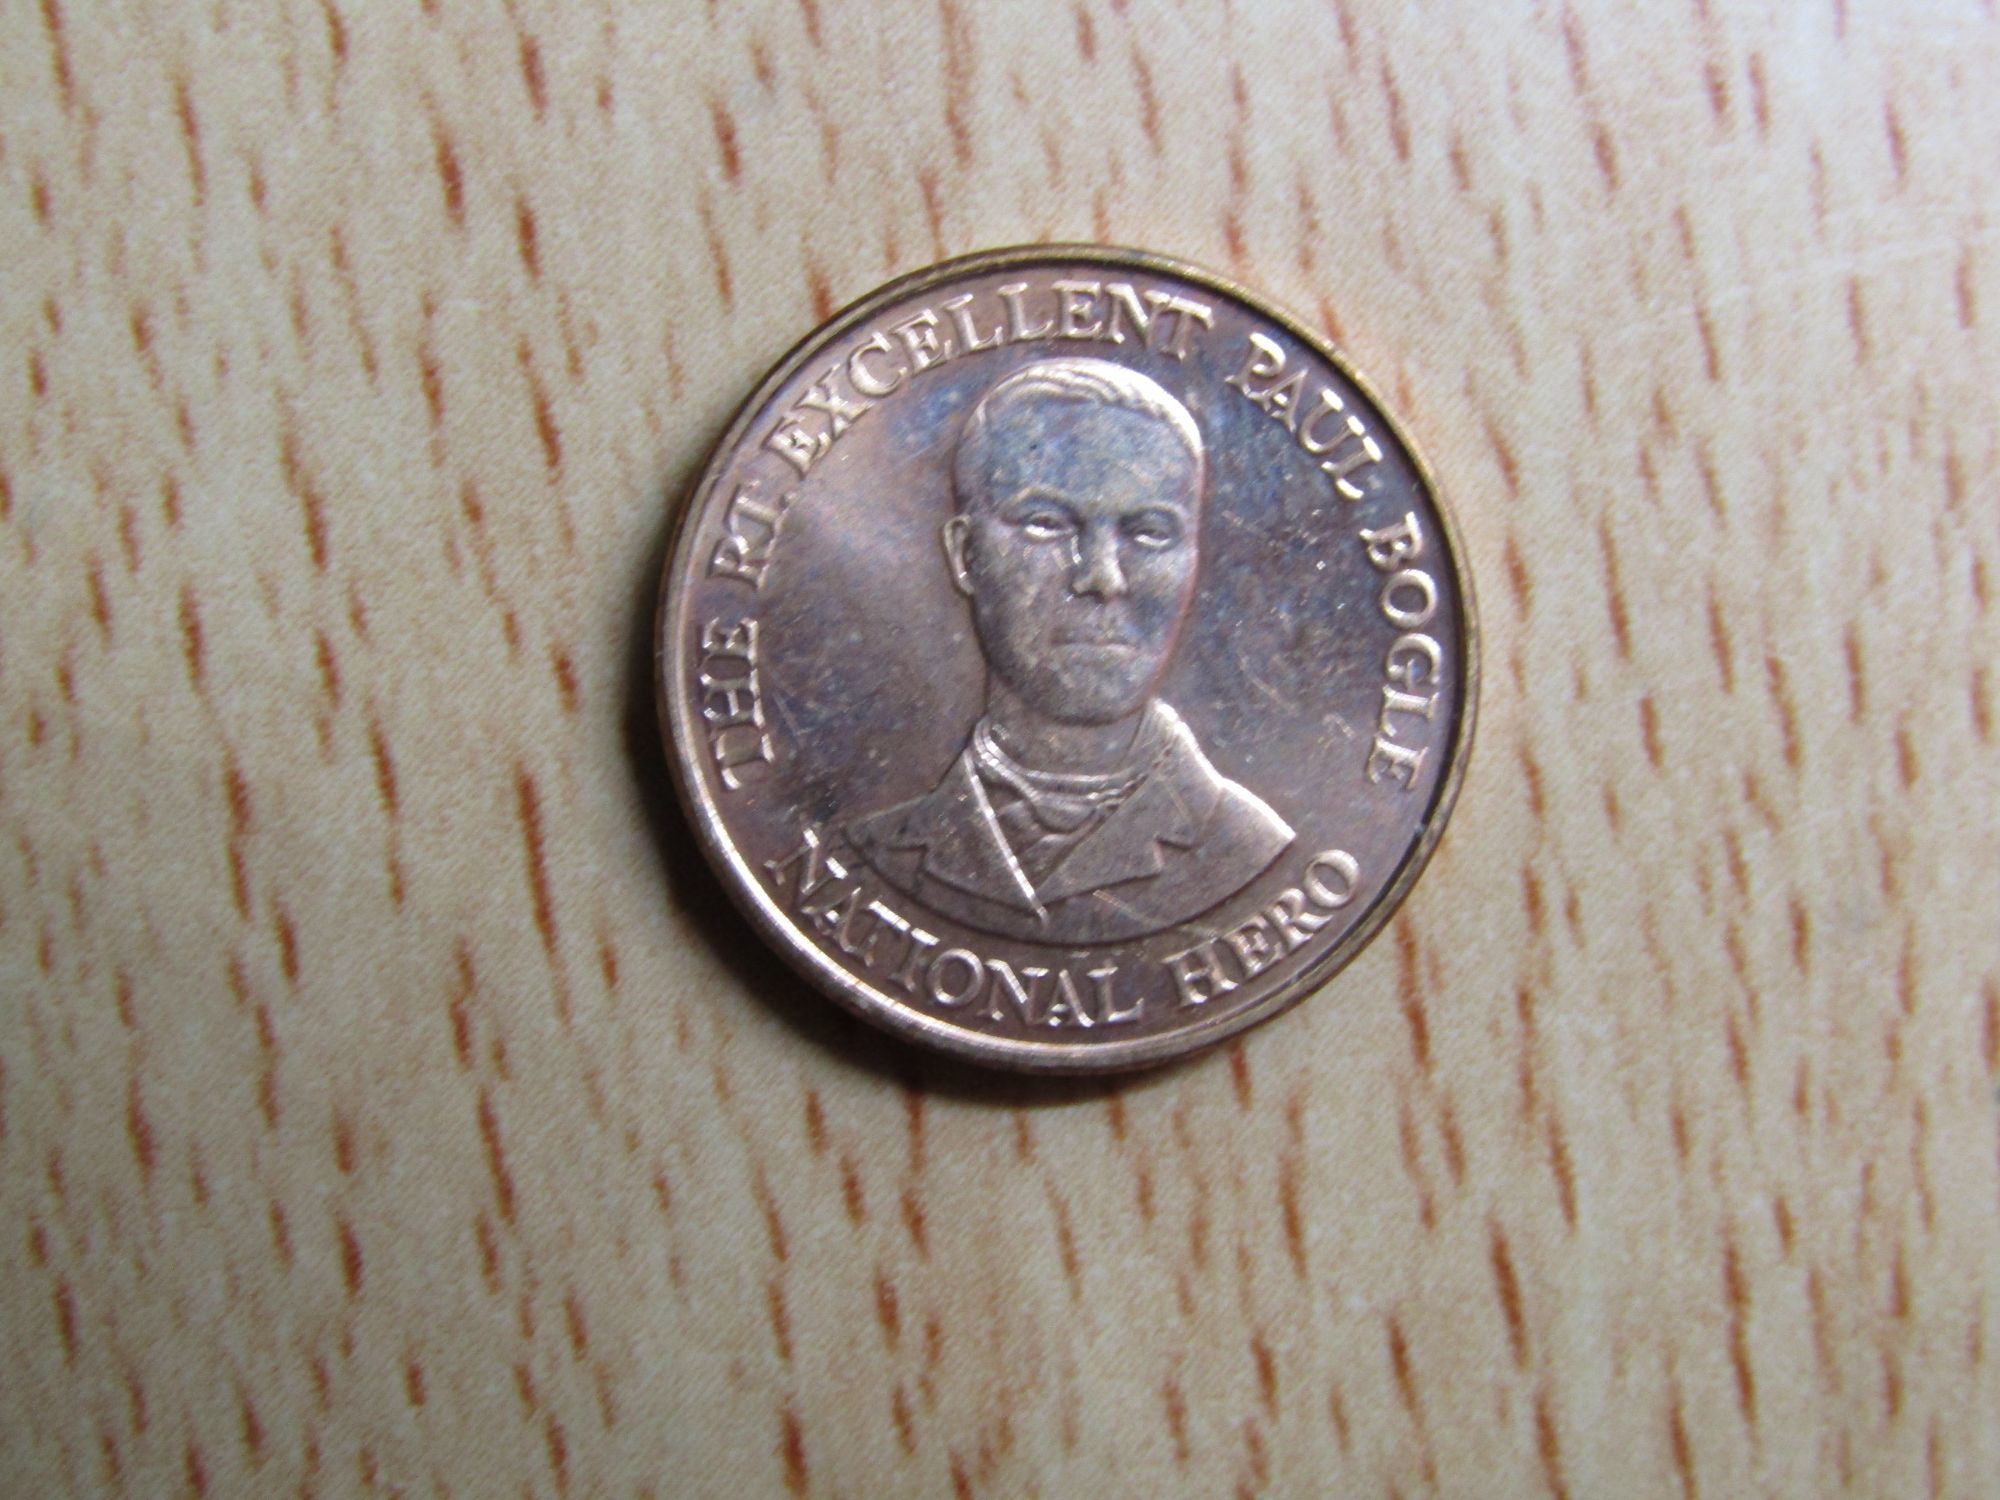 THE RT. EXCELLENT PAUL BOGLE
NATIONAL HERO